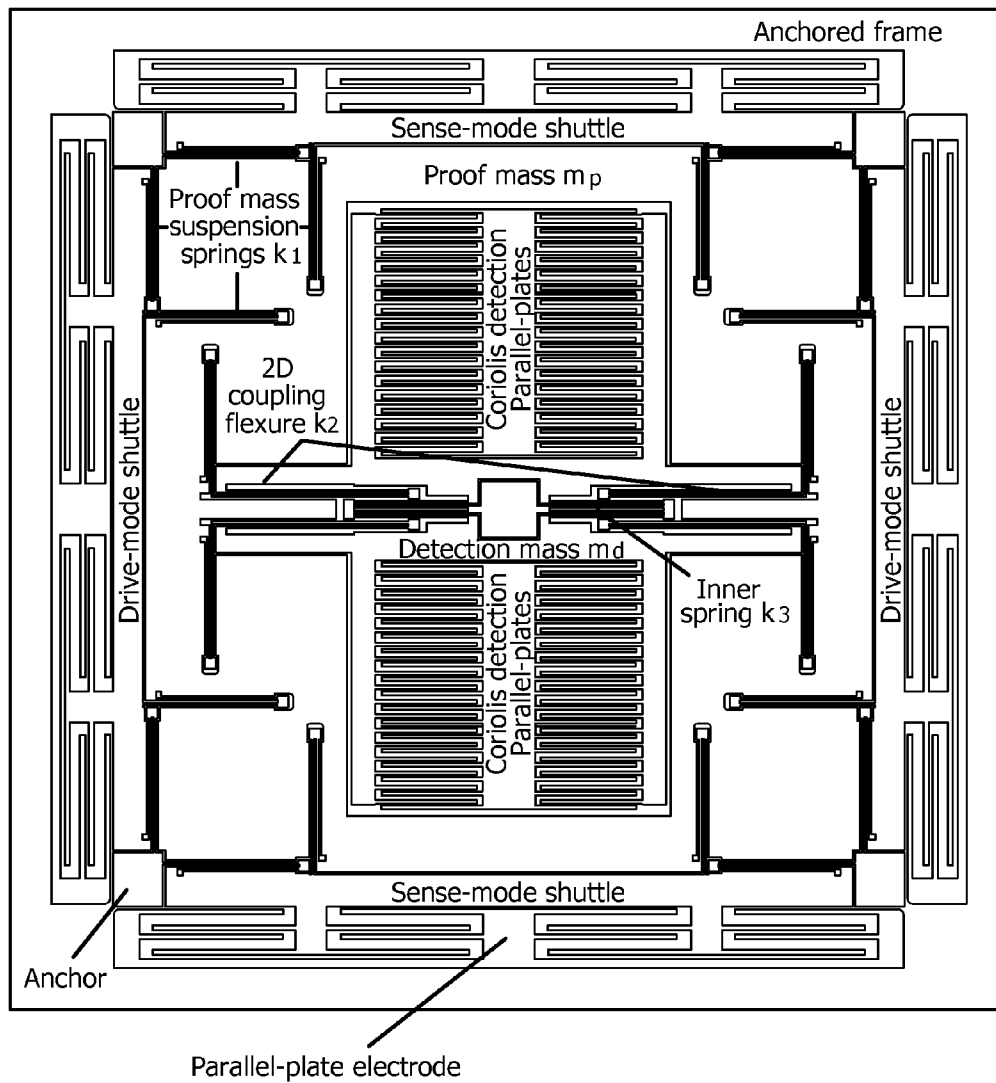 Anchored frame
Sense-mode shuttle
Proof mass mp
Proof mass
suspension
springs k1
Coriolis detection
Parallel-plates
2D
coupling
flexure k2
Drive-mode shuttle
Drive-mode shuttle
Detection mass md
Inner
spring k3
Coriolis detection
Parallel-plates
Sense-mode shuttle
Anchor
Parallel-plate electrode